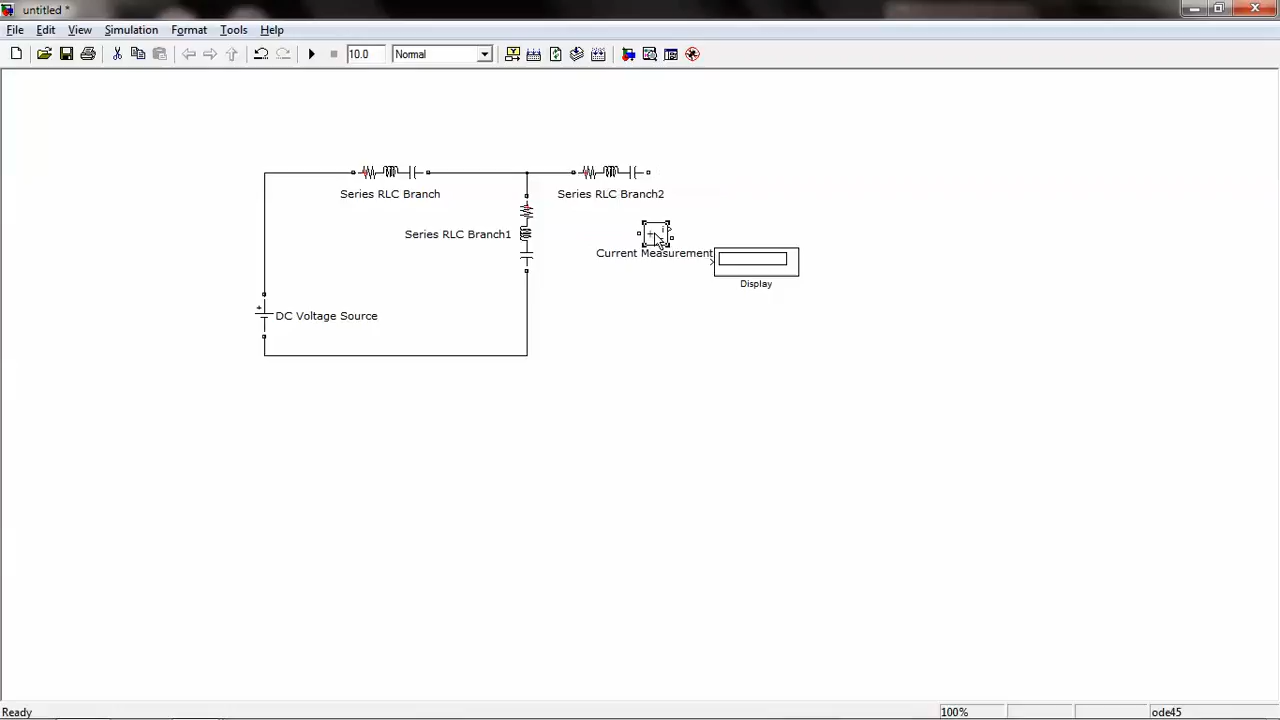 untitled *
File Edit View Simulation Format Tools Help
10.0 Normal
Series RLC Branch
Series RLC Branch2
Series RLC Branch1
+ i
-
Current Measurement
Display
+
DC Voltage Source
Ready 100% ode45